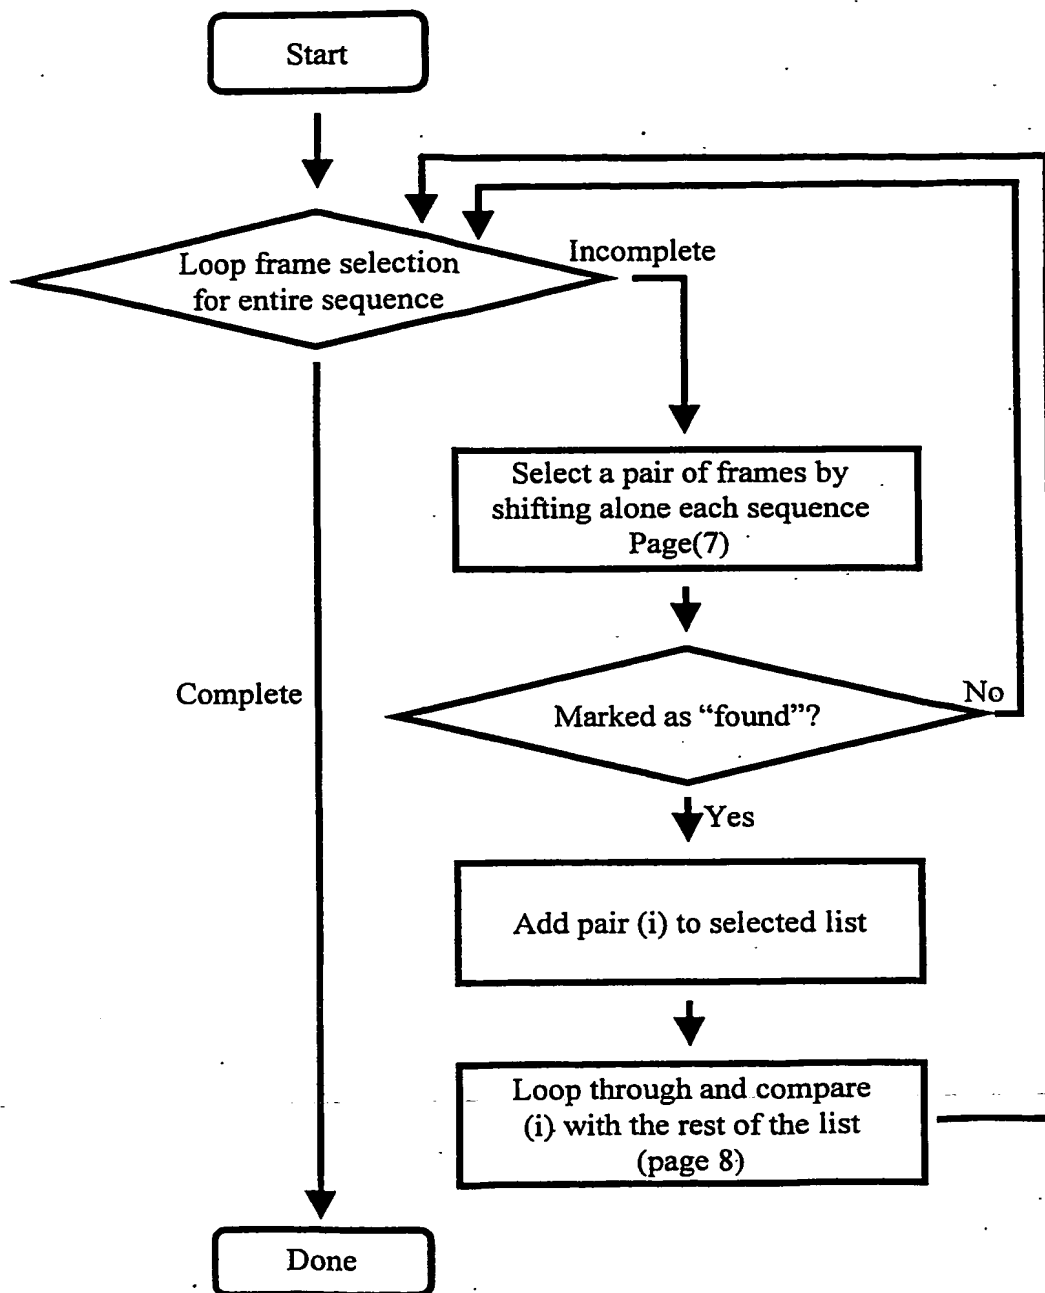 Start
Loop frame selection
for entire sequence
Incomplete
Select a pair of frames by
shifting alone each sequence
Page(7)
Complete
Marked as “found”?
No
Yes
Add pair (i) to selected list
Loop through and compare
(i) with the rest of the list
(page 8)
Done